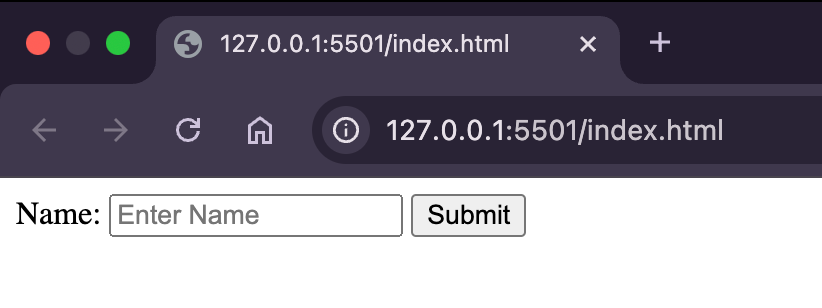 127.0.0.1:5501/index.html
127.0.0.1:5501/index.html
Name: Enter Name Submit